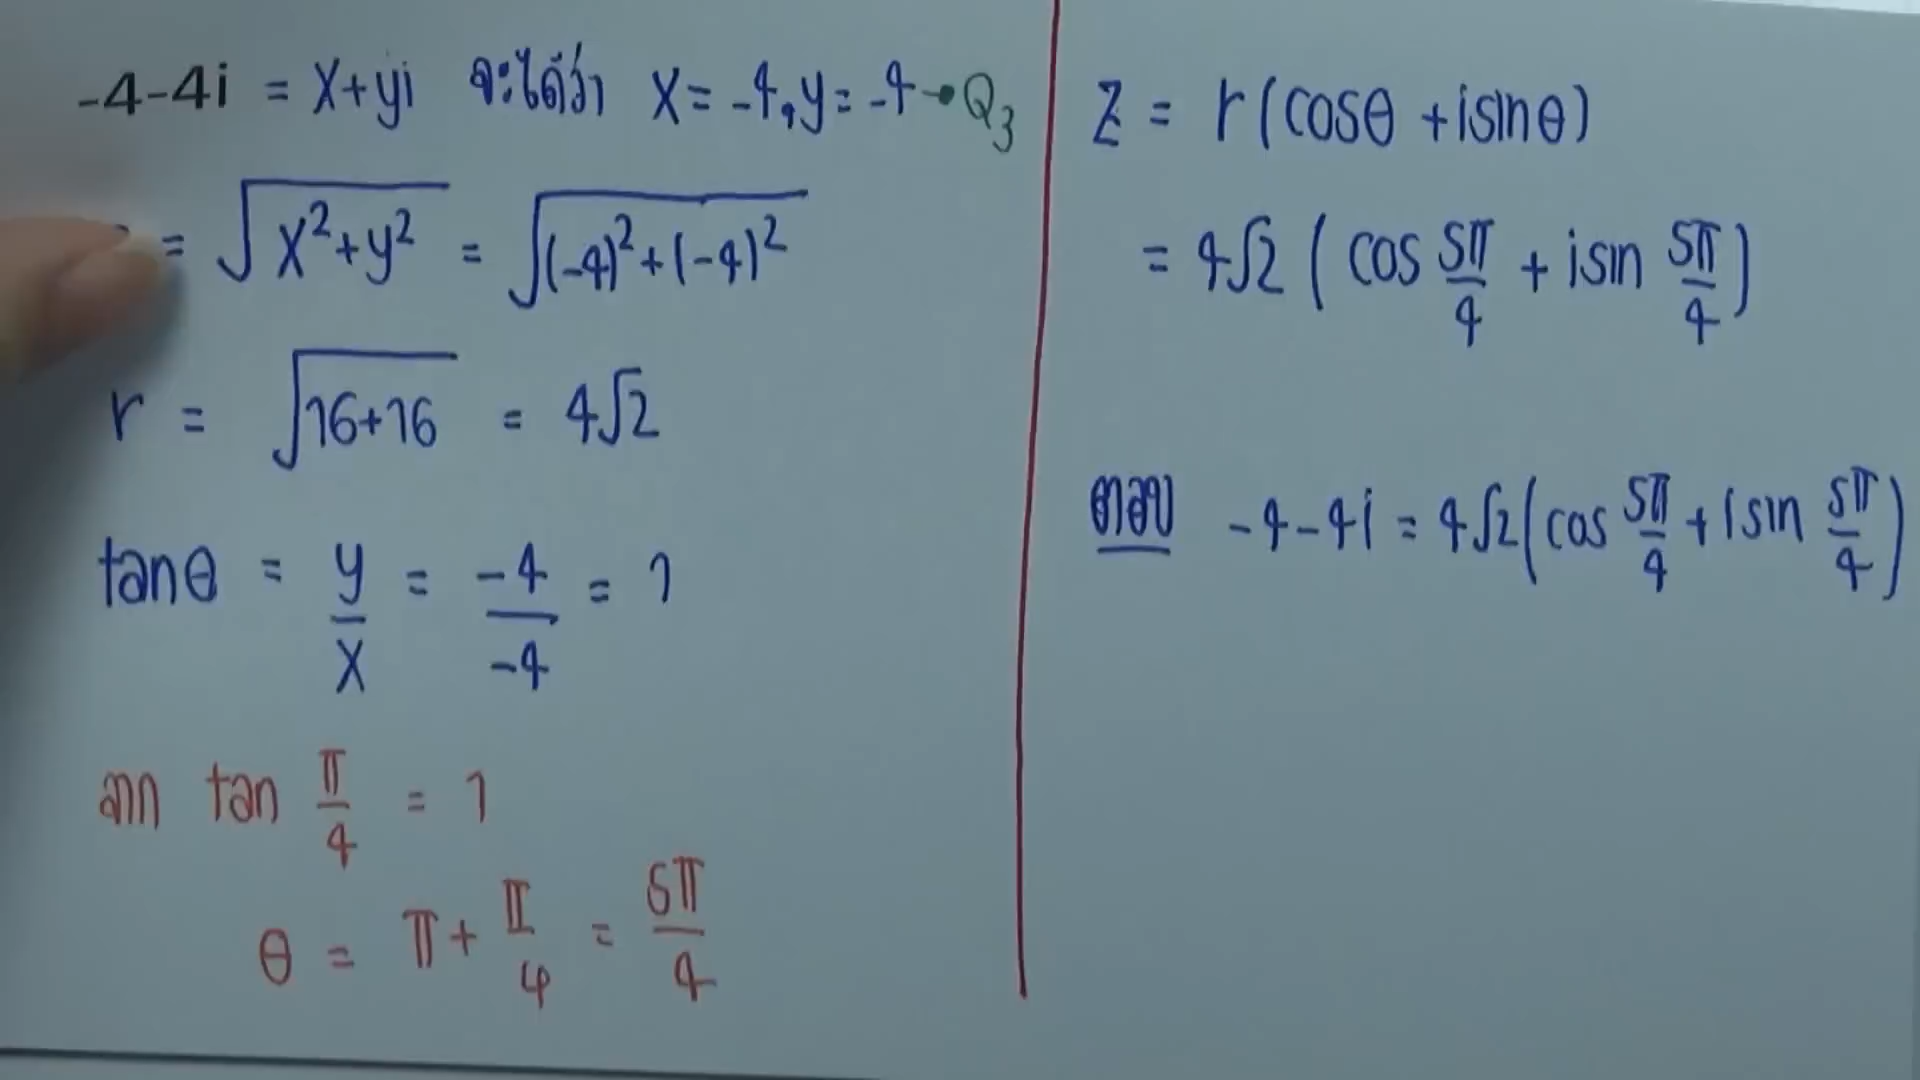 -4-4i = x+yi จะได้ว่า x = -4, y = -4 → Q₃
= √(x²+y²) = √((-4)²+(-4)²)
r = √(16+16) = 4√2
tanθ = y/x = -4/-4 = 1
จาก tan π/4 = 1
θ = π + π/4 = 5π/4
Z = r(cosθ + isinθ)
= 4√2 ( cos 5π/4 + isin 5π/4 )
ตอบ -4-4i = 4√2 ( cos 5π/4 + isin 5π/4 )